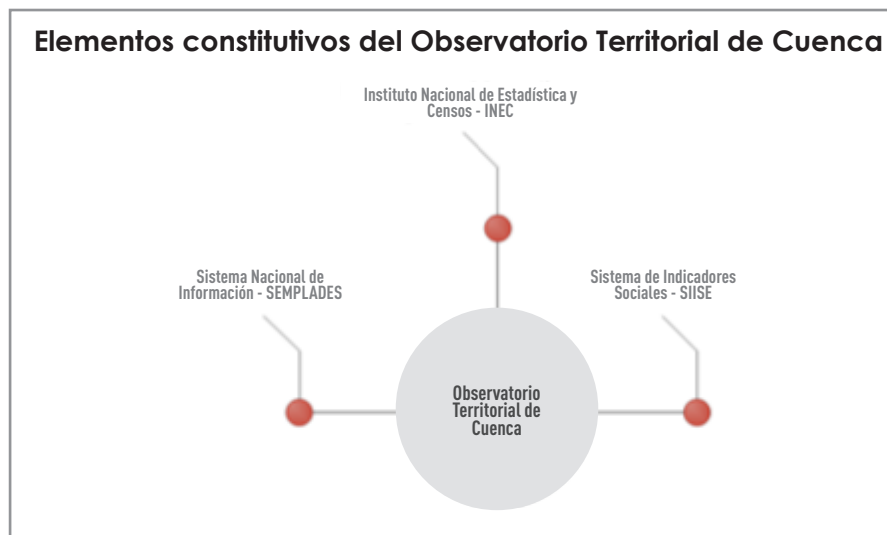 Elementos constitutivos del Observatorio Territorial de Cuenca
Instituto Nacional de Estadística y
Censos - INEC
Sistema Nacional de
Información - SEMPLADES
Sistema de Indicadores
Sociales - SIISE
Observatorio
Territorial de
Cuenca